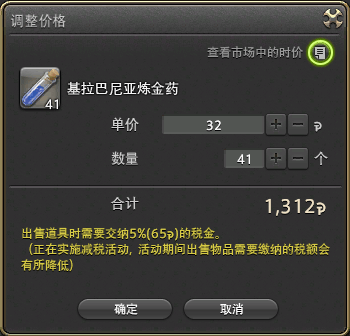 调整价格
查看市场中的时价
41
基拉巴尼亚炼金药
单价 32
数量 41 个
合计 1,312
出售道具时需要交纳5%(65)的税金。
（正在实施减税活动，活动期间出售物品需要缴纳的税额会
有所降低）
确定 取消